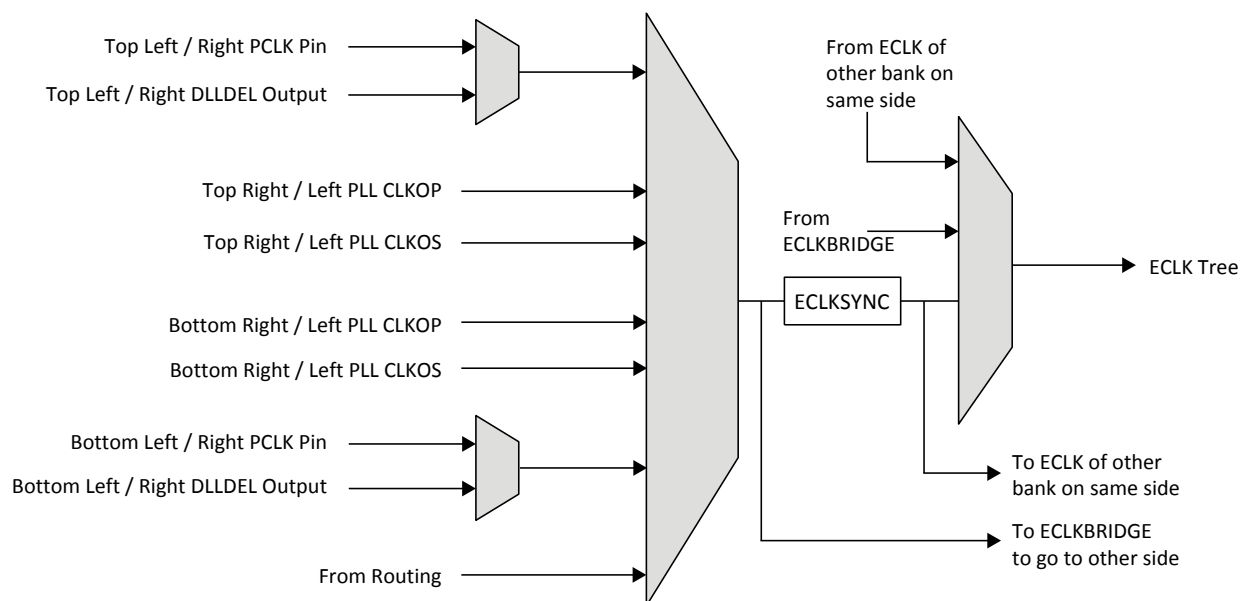 Top Left / Right PCLK Pin
Top Left / Right DLLDEL Output
Top Right / Left PLL CLKOP
Top Right / Left PLL CLKOS
Bottom Right / Left PLL CLKOP
Bottom Right / Left PLL CLKOS
Bottom Left / Right PCLK Pin
Bottom Left / Right DLLDEL Output
From Routing
From ECLK of
other bank on
same side
From
ECLKBRIDGE
ECLKSYNC
ECLK Tree
To ECLK of other
bank on same side
To ECLKBRIDGE
to go to other side